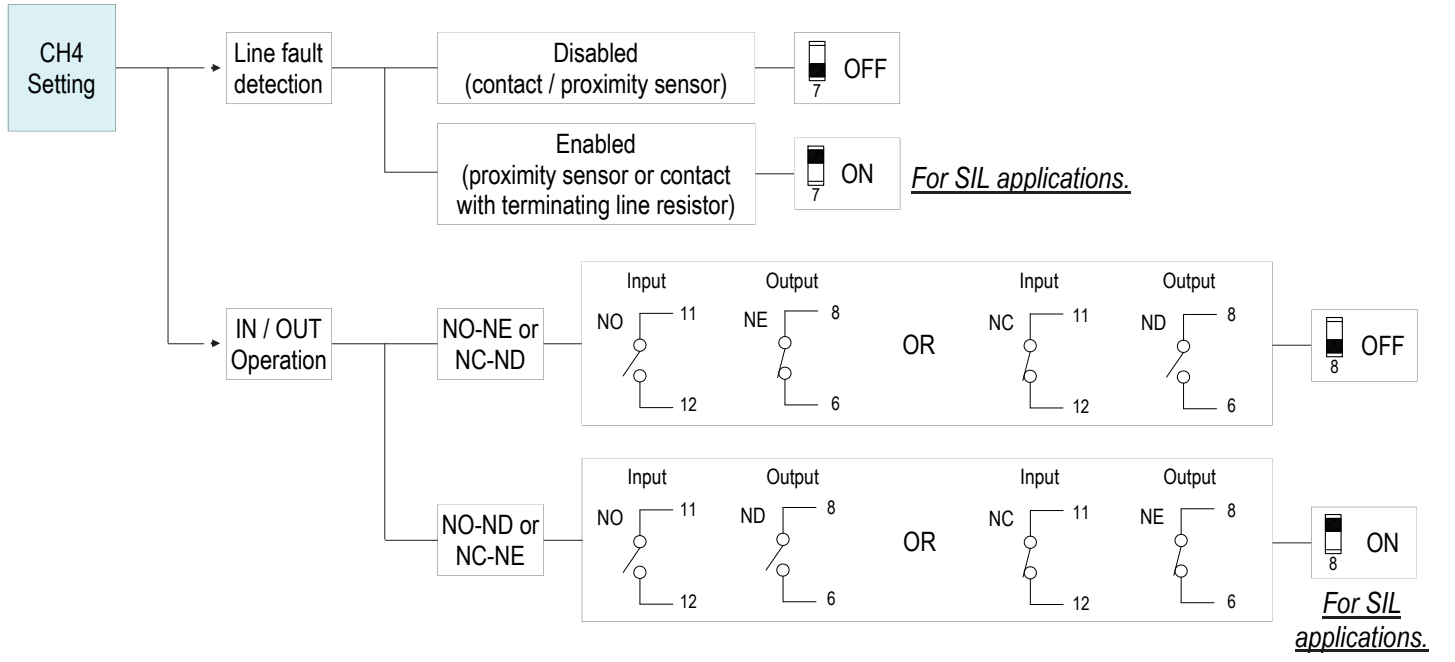 CH4
Setting
Line fault
detection
Disabled
(contact / proximity sensor)
7
OFF
Enabled
(proximity sensor or contact
with terminating line resistor)
7
ON
For SIL applications.
IN / OUT
Operation
NO-NE or
NC-ND
Input
NO
11
12
Output
NE
8
6
OR
Input
NC
11
12
Output
ND
8
6
8
OFF
NO-ND or
NC-NE
Input
NO
11
12
Output
ND
8
6
OR
Input
NC
11
12
Output
NE
8
6
8
ON
For SIL
applications.